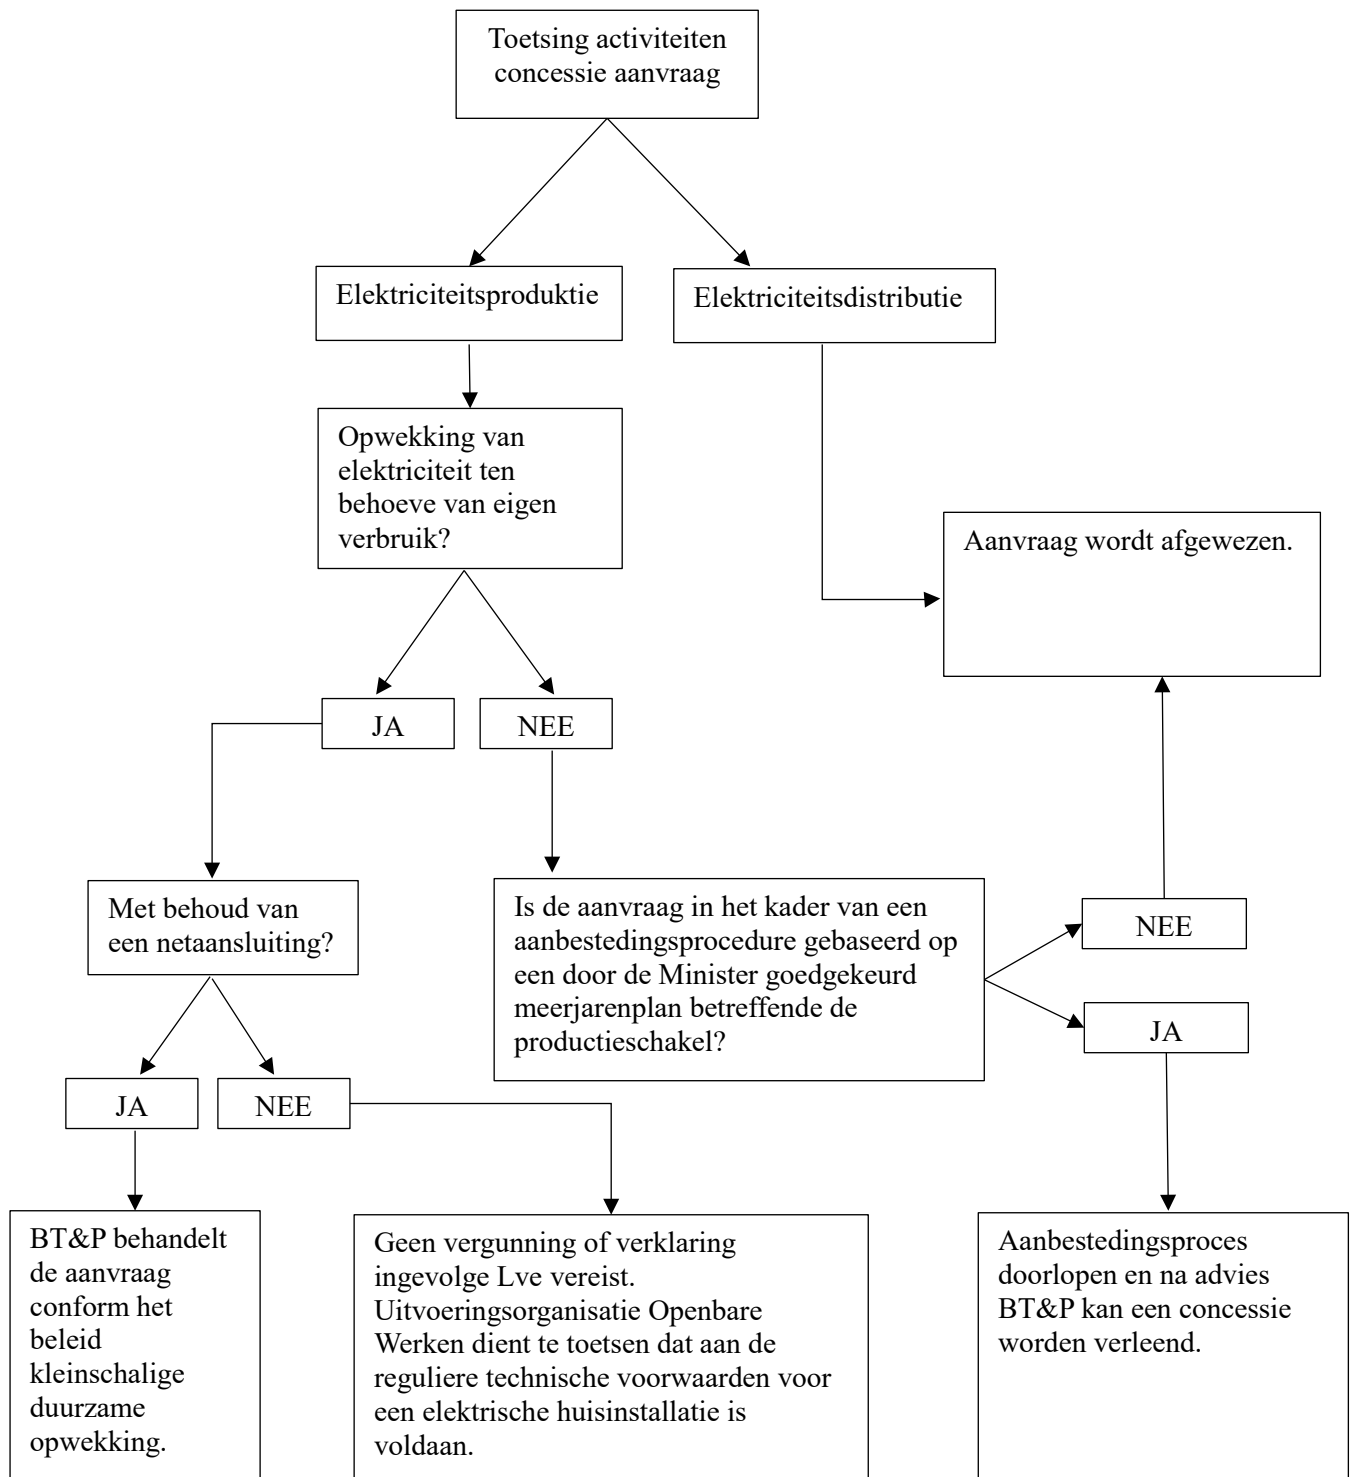 Toetsing activiteiten
concessie aanvraag
Elektriciteitsproduktie
Elektriciteitsdistributie
Opwekking van
elektriciteit ten
behoeve van eigen
verbruik?
Aanvraag wordt afgewezen.
JA
NEE
Met behoud van
een netaansluiting?
Is de aanvraag in het kader van een
aanbestedingsprocedure gebaseerd op
een door de Minister goedgekeurd
meerjarenplan betreffende de
productieschakel?
NEE
JA
JA
NEE
BT&P behandelt
de aanvraag
conform het
beleid
kleinschalige
duurzame
opwekking.
Geen vergunning of verklaring
ingevolge Lve vereist.
Uitvoeringsorganisatie Openbare
Werken dient te toetsen dat aan de
reguliere technische voorwaarden voor
een elektrische huisinstallatie is
voldaan.
Aanbestedingsproces
doorlopen en na advies
BT&P kan een concessie
worden verleend.